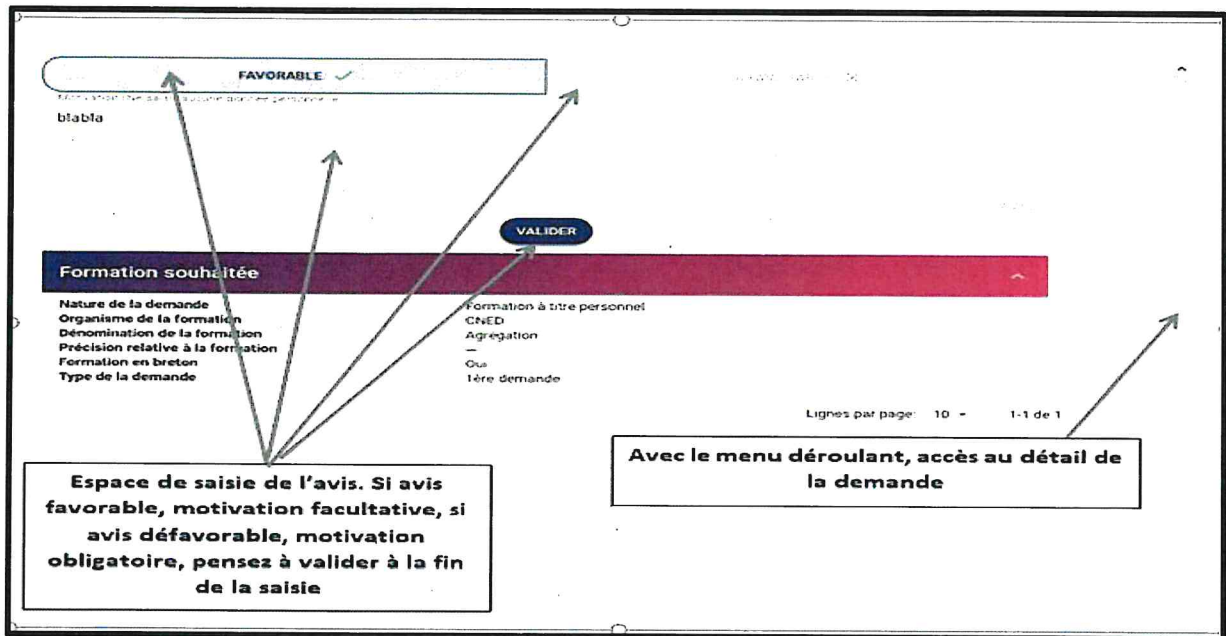 FAVORABLE
blabla
VALIDER
Formation souhaitée
Nature de la demande Formation à titre personnel
Organisme de la formation CNED
Dénomination de la formation Agrégation
Précision relative à la formation —
Formation en breton Oui
Type de la demande 1ère demande
Lignes par page: 10 1-1 de 1
Espace de saisie de l'avis. Si avis
favorable, motivation facultative, si
avis défavorable, motivation
obligatoire, pensez à valider à la fin
de la saisie
Avec le menu déroulant, accès au détail de
la demande